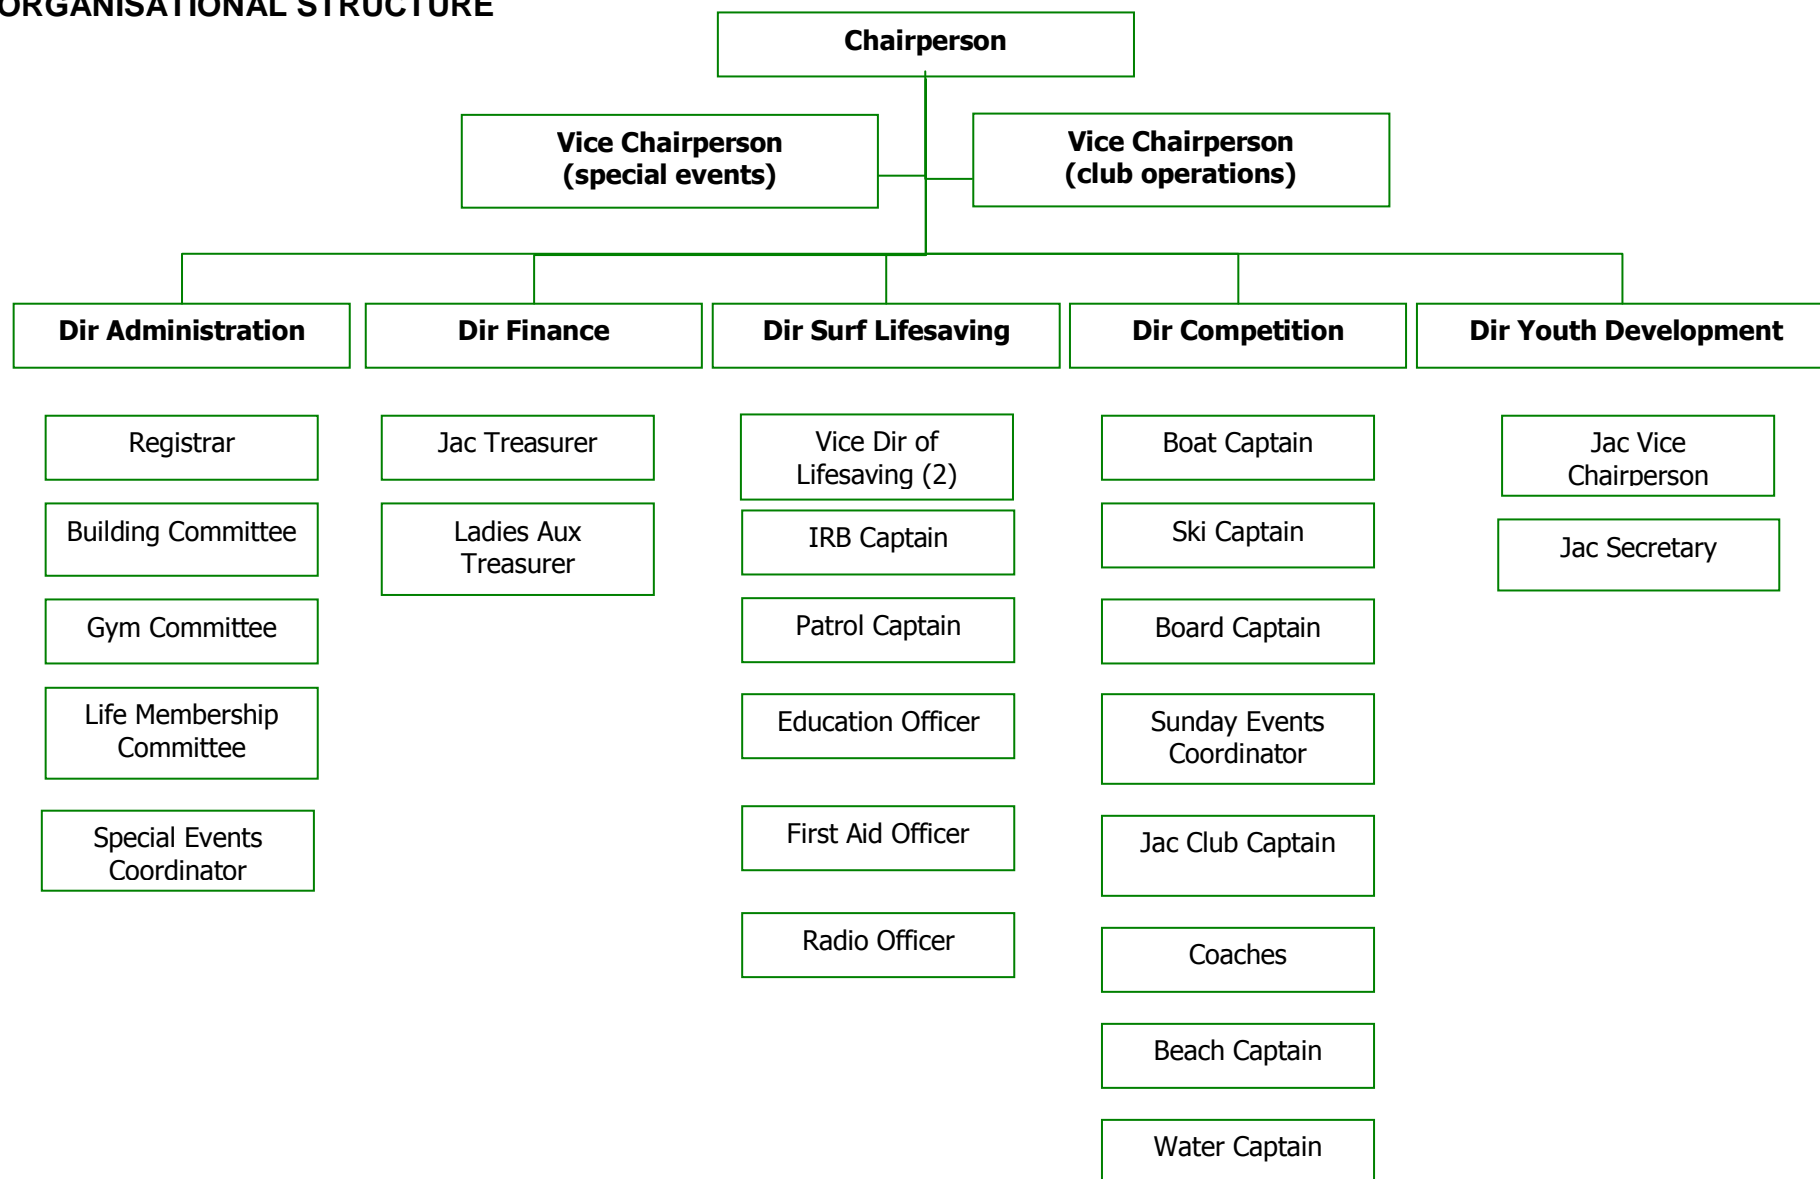 ORGANISATIONAL STRUCTURE
Chairperson
Vice Chairperson
(special events)
Vice Chairperson
(club operations)
Dir Administration
Dir Finance
Dir Surf Lifesaving
Dir Competition
Dir Youth Development
Registrar
Building Committee
Gym Committee
Life Membership
Committee
Special Events
Coordinator
Jac Treasurer
Ladies Aux
Treasurer
Vice Dir of
Lifesaving (2)
IRB Captain
Patrol Captain
Education Officer
First Aid Officer
Radio Officer
Boat Captain
Ski Captain
Board Captain
Sunday Events
Coordinator
Jac Club Captain
Coaches
Beach Captain
Water Captain
Jac Vice
Chairperson
Jac Secretary